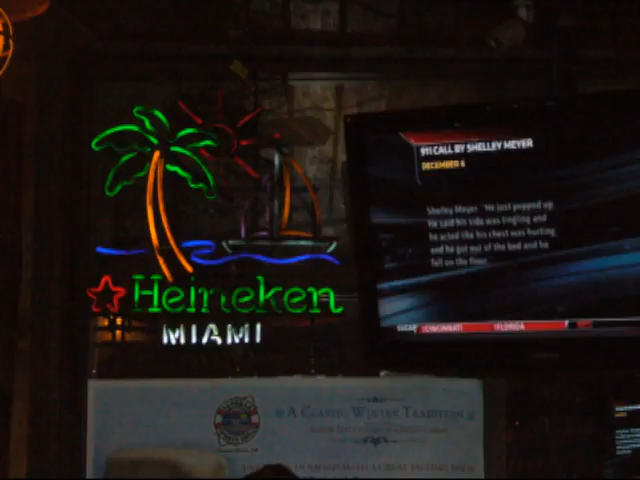 Heineken
MIAMI
911 CALL BY SHELLEY MEYER
DECEMBER 6
Shelley Meyer "He just popped up.
He said his side was tingling and
he acted like his chest was hurting
and he got out of the bed and he
fell on the floor.
SUGAR CINCINNATI FLORIDA
A CLASSIC WINTER TRADITION